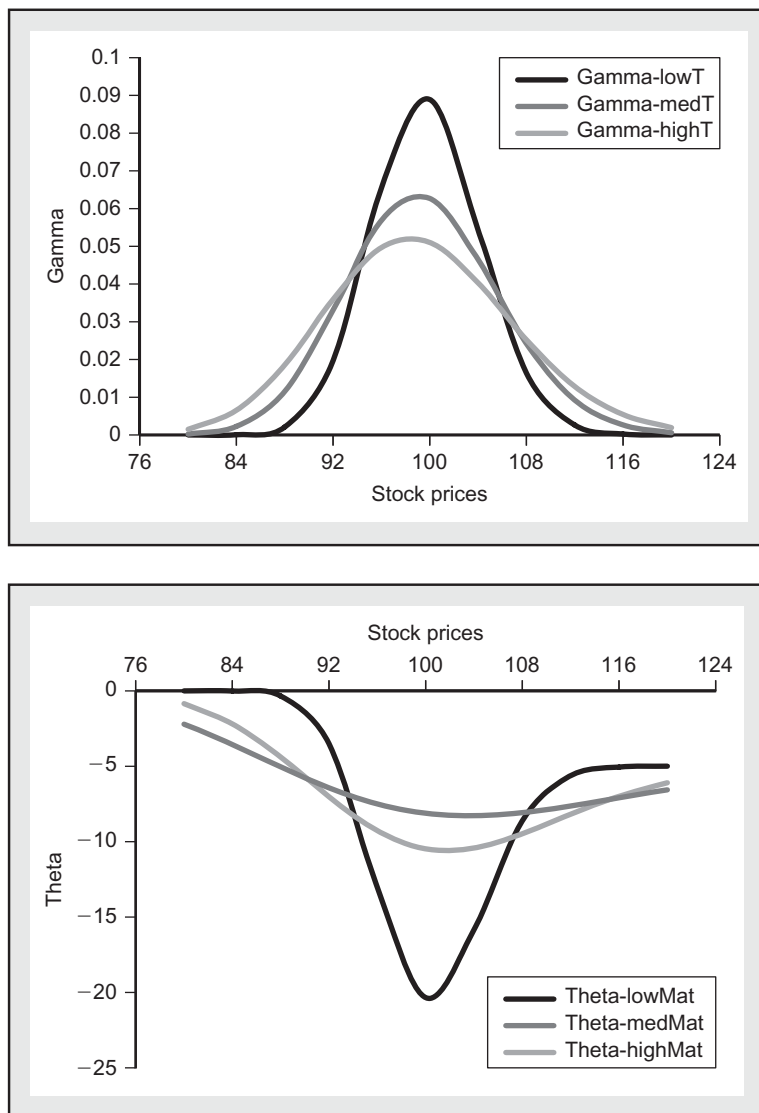 0.1
0.09
0.08
0.07
0.06
0.05
0.04
0.03
0.02
0.01
0
Gamma
76 84 92 100 108 116 124
Stock prices
Gamma-lowT
Gamma-medT
Gamma-highT
Stock prices
76 84 92 100 108 116 124
0
−5
−10
−15
−20
−25
Theta
Theta-lowMat
Theta-medMat
Theta-highMat